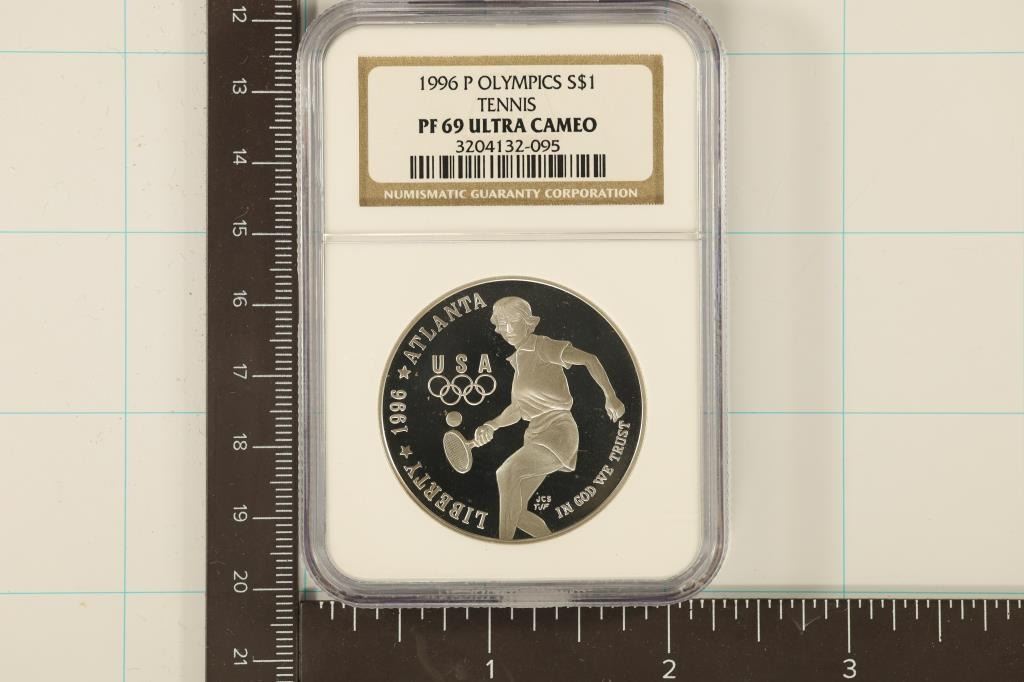 1996 P OLYMPICS S$1
TENNIS
PF 69 ULTRA CAMEO
3204132-095
NUMISMATIC GUARANTY CORPORATION
LIBERTY ★ 1996 ★ ATLANTA
USA
JCS
TJF
IN GOD WE TRUST
12
13
14
15
16
17
18
19
20
21
1 2 3